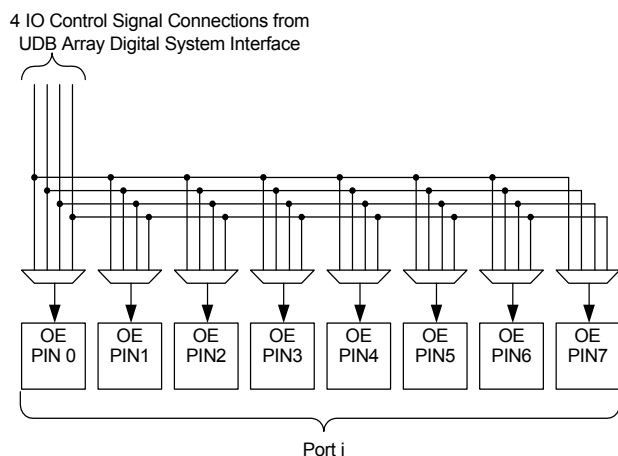 4 IO Control Signal Connections from
UDB Array Digital System Interface
OE
PIN 0
OE
PIN1
OE
PIN2
OE
PIN3
OE
PIN4
OE
PIN5
OE
PIN6
OE
PIN7
Port i